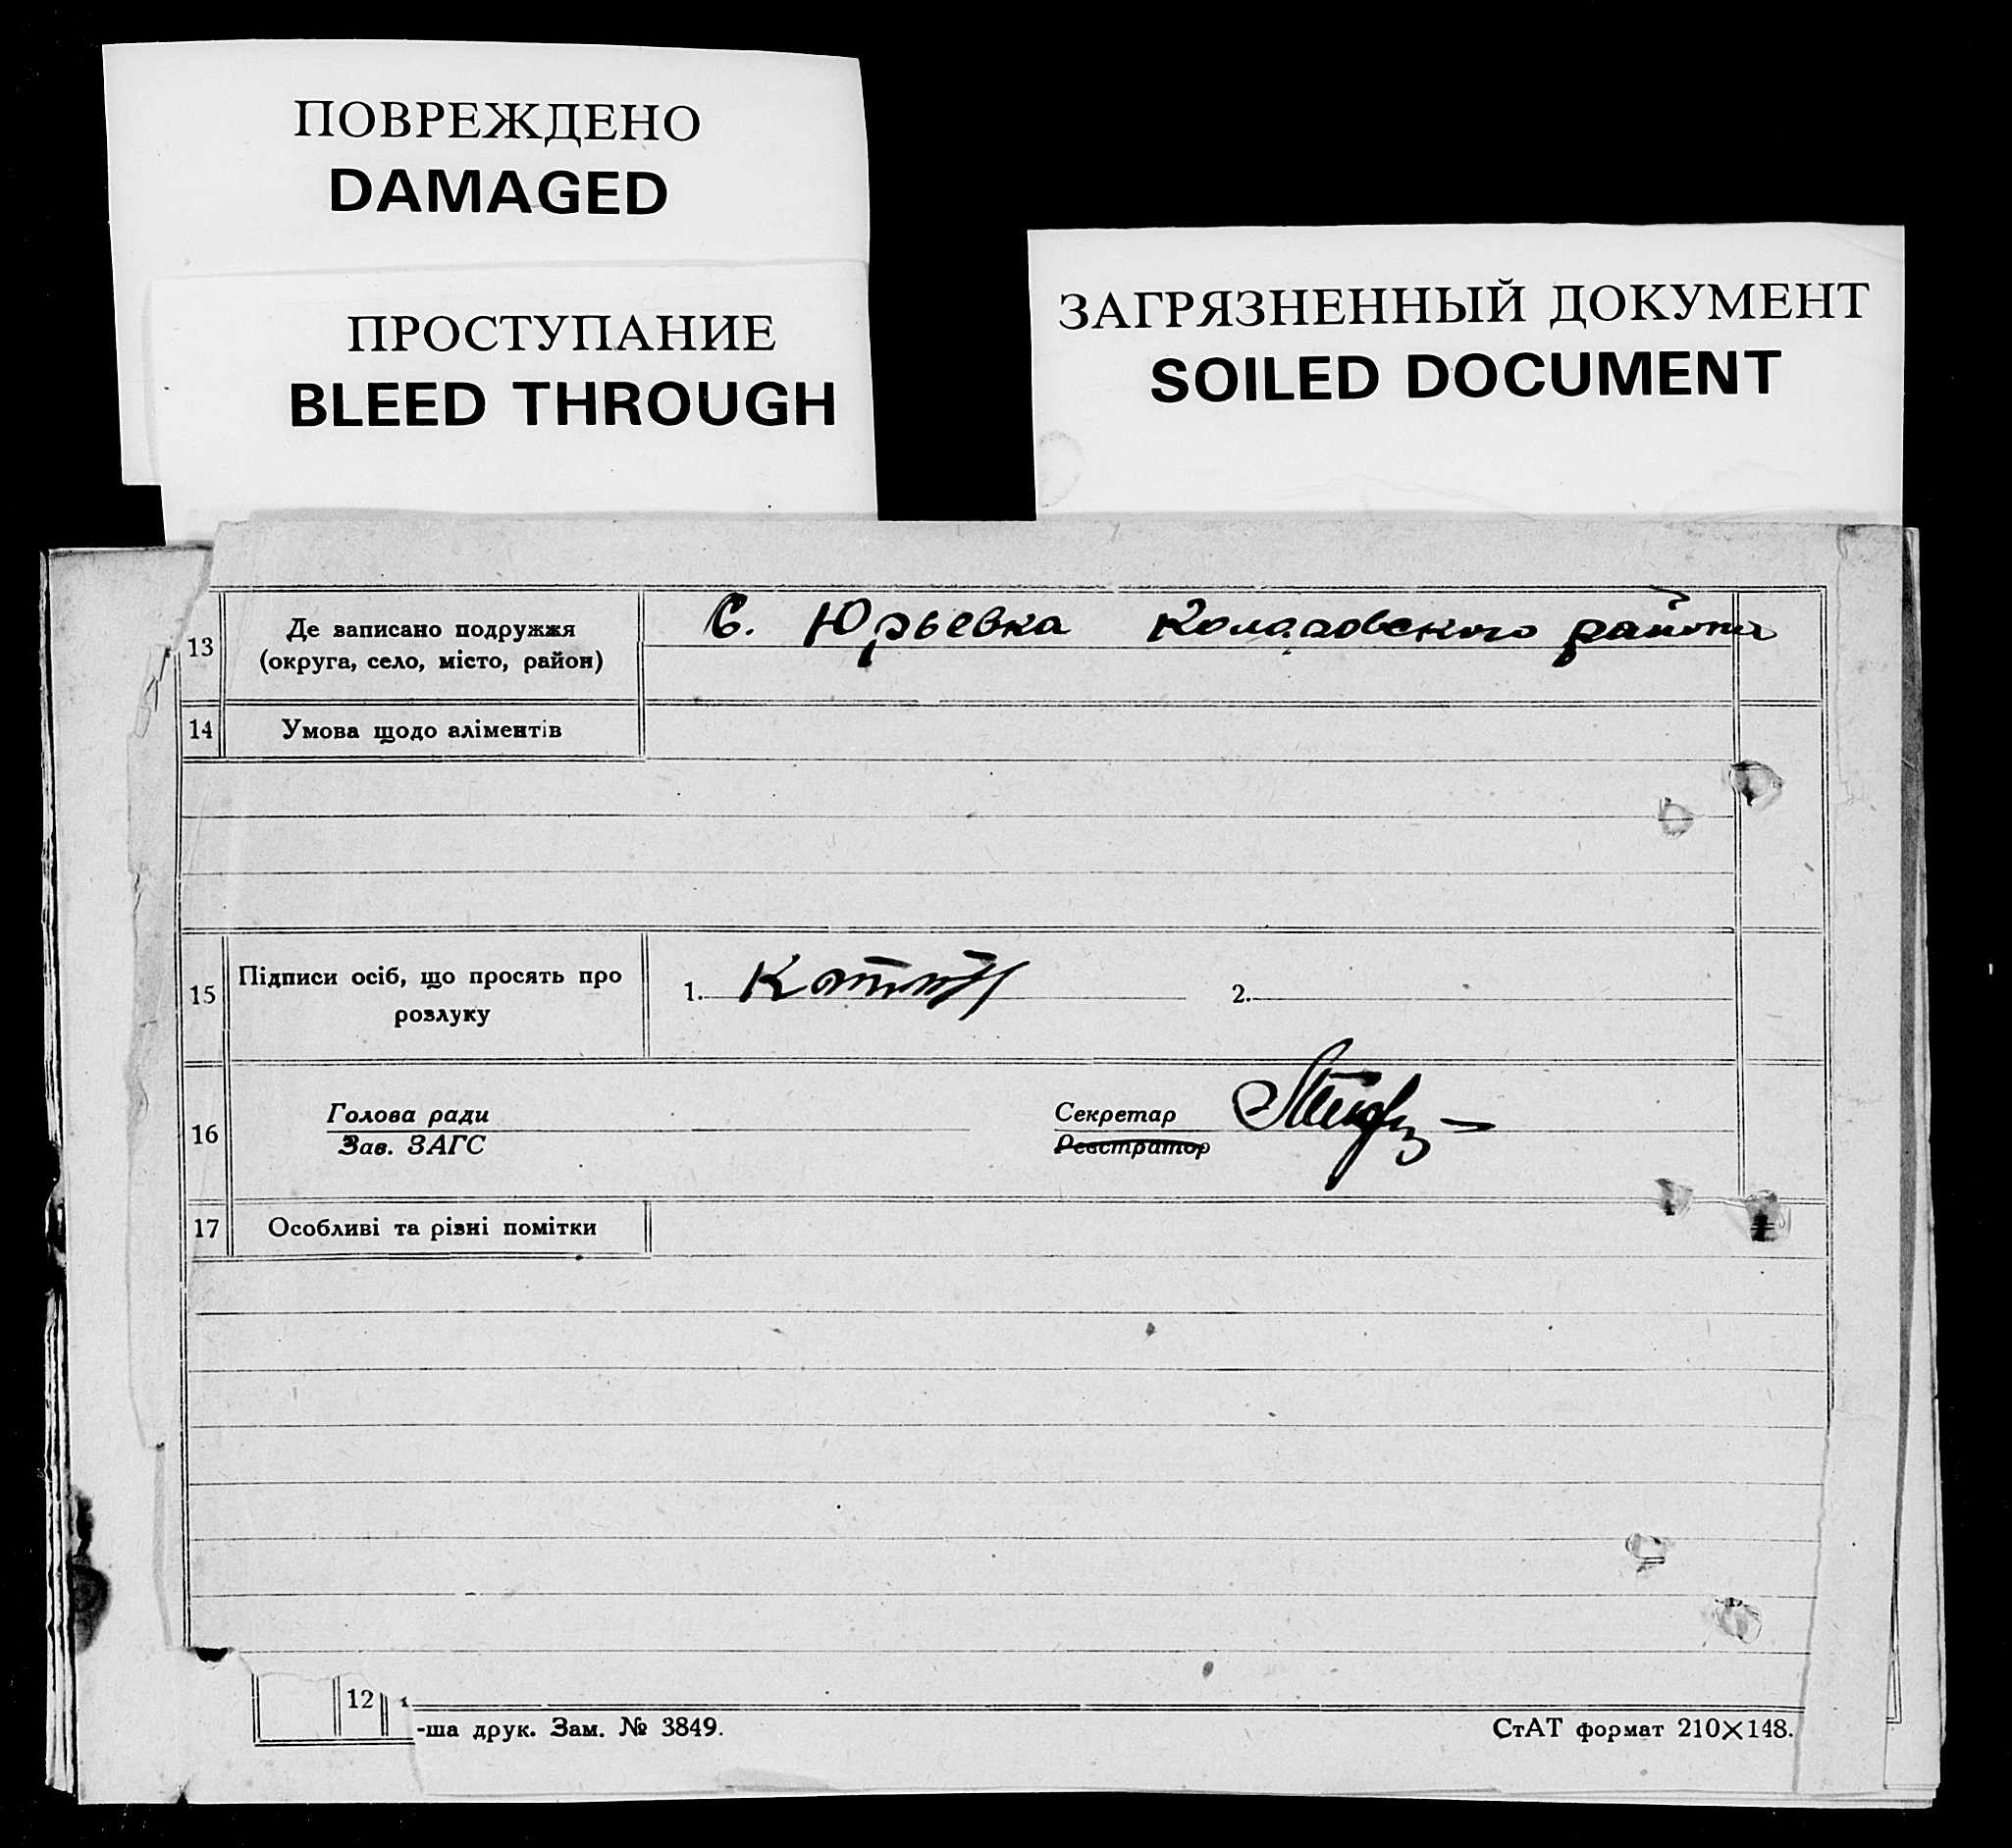 ПОВРЕЖДЕНО
DAMAGED
ПРОСТУПАНИЕ
BLEED THROUGH
ЗАГРЯЗНЕННЫЙ ДОКУМЕНТ
SOILED DOCUMENT
13 Де записано подружжя (округа, село, місто, район) С. Юрьевка района
14 Умова щодо аліментів
15 Підписи осіб, що просять про розлуку 1. 2.
16 Голова ради Секретар
Зав. ЗАГС Реєстратор
17 Особливі та різні помітки
12
-ша друк. Зам. № 3849. СтАТ формат 210×148.